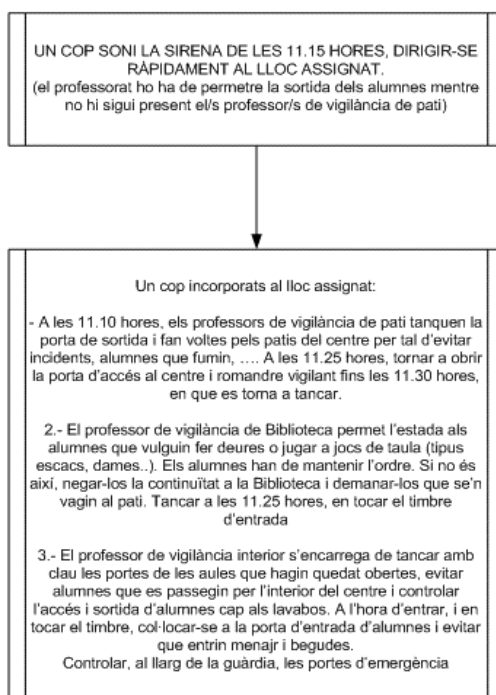 UN COP SONI LA SIRENA DE LES 11.15 HORES, DIRIGIR-SE
RÀPIDAMENT AL LLOC ASSIGNAT.
(el professorat ho ha de permetre la sortida dels alumnes mentre
no hi sigui present el/s professor/s de vigilància de pati)
Un cop incorporats al lloc assignat:
- A les 11.10 hores, els professors de vigilància de pati tanquen la
porta de sortida i fan voltes pels patis del centre per tal d'evitar
incidents, alumnes que fumin, …. A les 11.25 hores, tornar a obrir
la porta d'accés al centre i romandre vigilant fins les 11.30 hores,
en que es torna a tancar.
2.- El professor de vigilància de Biblioteca permet l'estada als
alumnes que vulguin fer deures o jugar a jocs de taula (tipus
escacs, dames..). Els alumnes han de mantenir l'ordre. Si no és
així, negar-los la continuïtat a la Biblioteca i demanar-los que se'n
vagin al pati. Tancar a les 11.25 hores, en tocar el timbre
d'entrada
3.- El professor de vigilància interior s'encarrega de tancar amb
clau les portes de les aules que hagin quedat obertes, evitar
alumnes que es passegin per l'interior del centre i controlar
l'accés i sortida d'alumnes cap als lavabos. A l'hora d'entrar, i en
tocar el timbre, col·locar-se a la porta d'entrada d'alumnes i evitar
que entrin menajr i begudes.
Controlar, al llarg de la guàrdia, les portes d'emergència